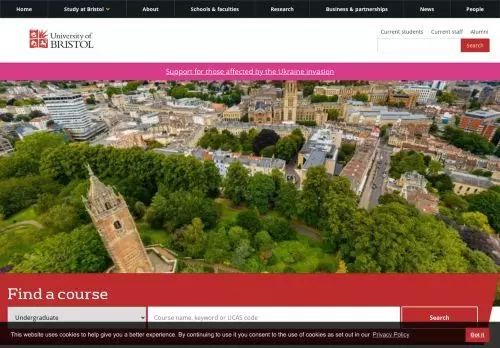 Home Study at Bristol About Schools & faculties Research Business & partnerships News People
University of BRISTOL
Current students Current staff Alumni
Search
Support for those affected by the Ukraine invasion
Find a course
Undergraduate Course name, keyword or UCAS code Search
This website uses cookies to help give you a better experience. By continuing to use it you consent to the use of cookies as set out in our Privacy Policy Got it